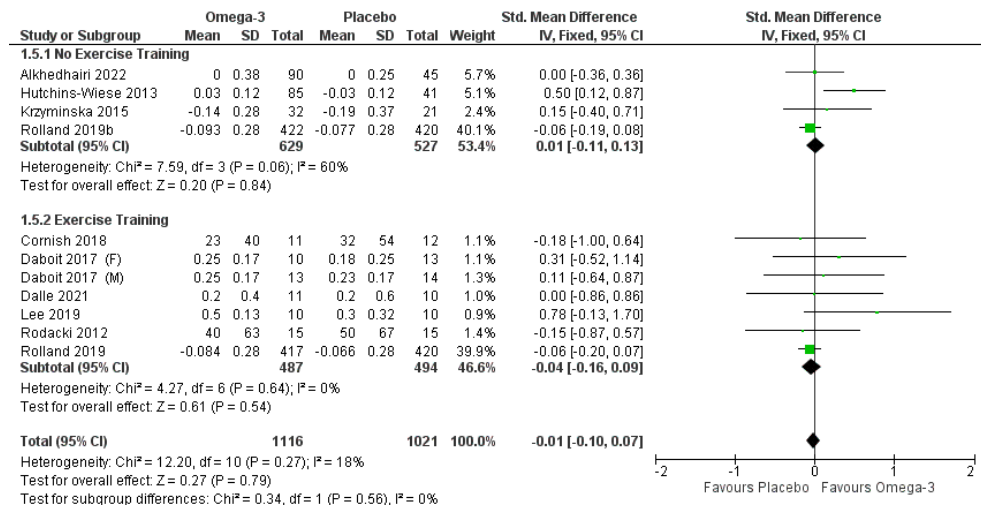 Omega-3 Placebo Std. Mean Difference Std. Mean Difference
Study or Subgroup Mean SD Total Mean SD Total Weight IV, Fixed, 95% CI IV, Fixed, 95% CI
1.5.1 No Exercise Training
Alkhedhairi 2022 0 0.38 90 0 0.25 45 5.7% 0.00 [-0.36, 0.36]
Hutchins-Wiese 2013 0.03 0.12 85 -0.03 0.12 41 5.1% 0.50 [0.12, 0.87]
Krzyminska 2015 -0.14 0.28 32 -0.19 0.37 21 2.4% 0.15 [-0.40, 0.71]
Rolland 2019b -0.093 0.28 422 -0.077 0.28 420 40.1% -0.06 [-0.19, 0.08]
Subtotal (95% CI) 629 527 53.4% 0.01 [-0.11, 0.13]
Heterogeneity: Chi² = 7.59, df = 3 (P = 0.06); I² = 60%
Test for overall effect: Z = 0.20 (P = 0.84)
1.5.2 Exercise Training
Cornish 2018 23 40 11 32 54 12 1.1% -0.18 [-1.00, 0.64]
Daboit 2017 (F) 0.25 0.17 10 0.18 0.25 13 1.1% 0.31 [-0.52, 1.14]
Daboit 2017 (M) 0.25 0.17 13 0.23 0.17 14 1.3% 0.11 [-0.64, 0.87]
Dalle 2021 0.2 0.4 11 0.2 0.6 10 1.0% 0.00 [-0.86, 0.86]
Lee 2019 0.5 0.13 10 0.3 0.32 10 0.9% 0.78 [-0.13, 1.70]
Rodacki 2012 40 63 15 50 67 15 1.4% -0.15 [-0.87, 0.57]
Rolland 2019 -0.084 0.28 417 -0.066 0.28 420 39.9% -0.06 [-0.20, 0.07]
Subtotal (95% CI) 487 494 46.6% -0.04 [-0.16, 0.09]
Heterogeneity: Chi² = 4.27, df = 6 (P = 0.64); I² = 0%
Test for overall effect: Z = 0.61 (P = 0.54)
Total (95% CI) 1116 1021 100.0% -0.01 [-0.10, 0.07]
Heterogeneity: Chi² = 12.20, df = 10 (P = 0.27); I² = 18%
Test for overall effect: Z = 0.27 (P = 0.79)
Test for subgroup differences: Chi² = 0.34, df = 1 (P = 0.56), I² = 0%
-2 -1 0 1 2
Favours Placebo Favours Omega-3